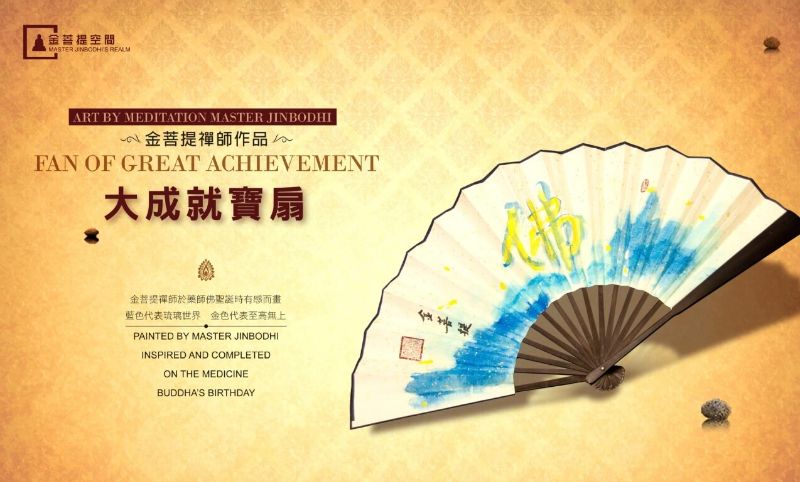 金菩提空間
MASTER JINBODHI'S REALM
ART BY MEDITATION MASTER JINBODHI
金菩提禪師作品
FAN OF GREAT ACHIEVEMENT
大成就寶扇
金菩提禪師於藥師佛聖誕時有感而畫
藍色代表琉璃世界 金色代表至高無上
PAINTED BY MASTER JINBODHI
INSPIRED AND COMPLETED
ON THE MEDICINE
BUDDHA'S BIRTHDAY
佛
金菩提